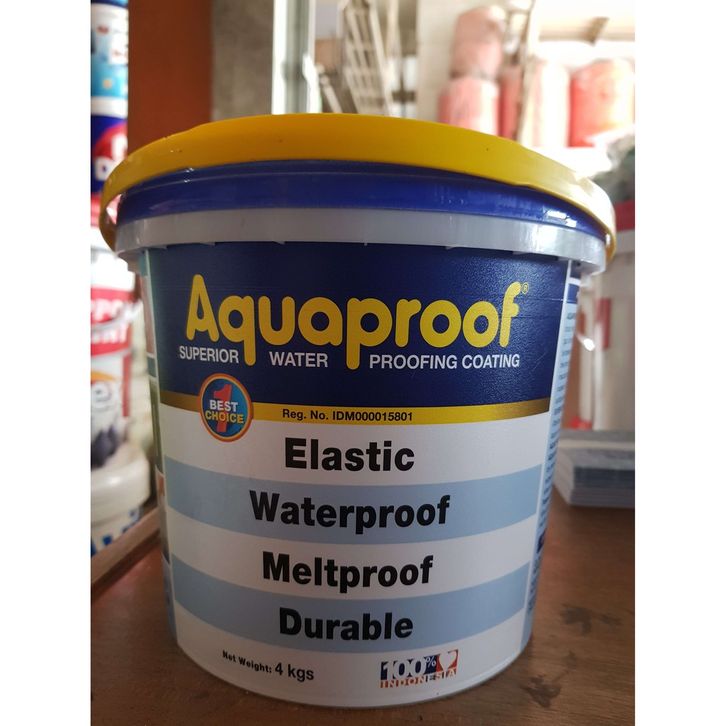 Aquaproof®
SUPERIOR WATER PROOFING COATING
1
BEST
CHOICE
Reg. No. IDM000015801
Elastic
Waterproof
Meltproof
Durable
Net Weight: 4 kgs
100%
INDONESIA